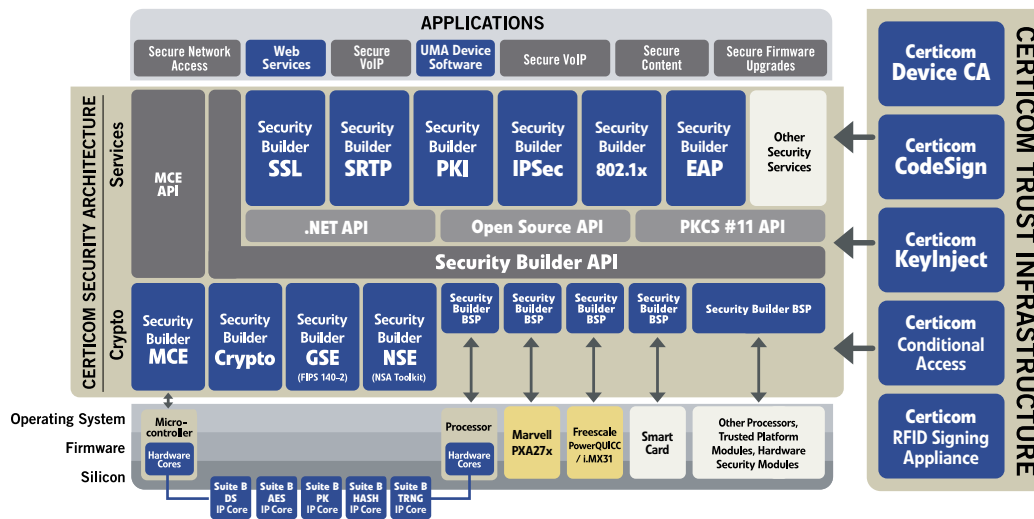 APPLICATIONS
Secure Network
Access
Web
Services
Secure
VoIP
UMA Device
Software
Secure VoIP
Secure
Content
Secure Firmware
Upgrades
CERTICOM SECURITY ARCHITECTURE
Services
Crypto
MCE
API
Security
Builder
SSL
Security
Builder
SRTP
Security
Builder
PKI
Security
Builder
IPSec
Security
Builder
802.1x
Security
Builder
EAP
Other
Security
Services
.NET API
Open Source API
PKCS #11 API
Security Builder API
Security
Builder
MCE
Security
Builder
Crypto
Security
Builder
GSE
(FIPS 140-2)
Security
Builder
NSE
(NSA Toolkit)
Security
Builder
BSP
Security
Builder
BSP
Security
Builder
BSP
Security
Builder
BSP
Security Builder BSP
Operating System
Firmware
Silicon
Micro-
controller
Hardware
Cores
Processor
Hardware
Cores
Marvell
PXA27x
Freescale
PowerQUICC
/ i.MX31
Smart
Card
Other Processors,
Trusted Platform
Modules, Hardware
Security Modules
Suite B
DS
IP Core
Suite B
AES
IP Core
Suite B
PK
IP Core
Suite B
HASH
IP Core
Suite B
TRNG
IP Core
Certicom
Device CA
Certicom
CodeSign
Certicom
KeyInject
Certicom
Conditional
Access
Certicom
RFID Signing
Appliance
CERTICOM TRUST INFRASTRUCTURE